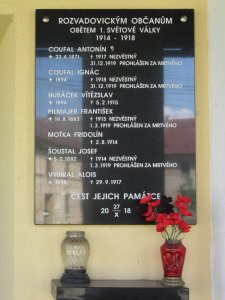 ROZVADOVICKÝM OBČANŮM
OBĚTEM 1. SVĚTOVÉ VÁLKY
1914 - 1918
COUFAL ANTONÍN
* 23.4.1871 † 1917 NEZVĚSTNÝ
31.12.1919 PROHLÁŠEN ZA MRTVÉHO
COUFAL IGNÁC
* 1894 † 1918 NEZVĚSTNÝ
31.12.1919 PROHLÁŠEN ZA MRTVÉHO
HUBÁČEK VÍTĚZSLAV
* 1894 † 5.2.1915
PILMAJER FRANTIŠEK
* 14.8.1883 † 1915 NEZVĚSTNÝ
1.3.1919 PROHLÁŠEN ZA MRTVÉHO
MOŤKA FRIDOLÍN
† 2.8.1914
ŠOUSTAL JOSEF
* 5.2.1882 † 1914 NEZVĚSTNÝ
1.3.1919 PROHLÁŠEN ZA MRTVÉHO
VYBÍRAL ALOIS
* 1898 † 29.9.1917
ČEST JEJICH PAMÁTCE
20 27/X 18